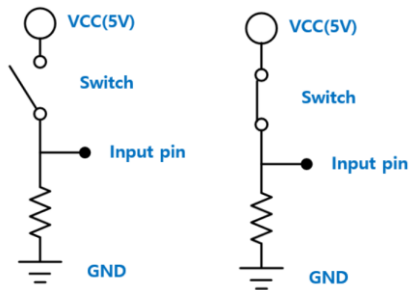 VCC(5V)
Switch
Input pin
GND
VCC(5V)
Switch
Input pin
GND